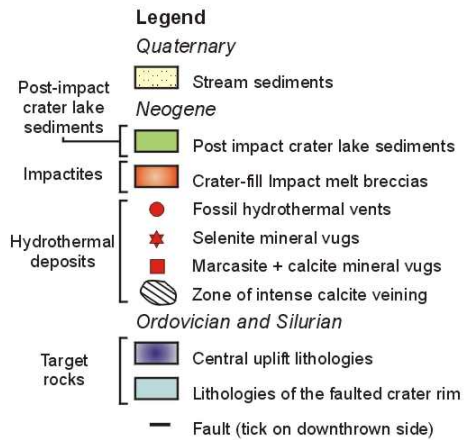 Legend
Quaternary
Stream sediments
Post-impact
crater lake
sediments
Neogene
Post impact crater lake sediments
Impactites
Crater-fill Impact melt breccias
Hydrothermal
deposits
Fossil hydrothermal vents
Selenite mineral vugs
Marcasite + calcite mineral vugs
Zone of intense calcite veining
Ordovician and Silurian
Target
rocks
Central uplift lithologies
Lithologies of the faulted crater rim
Fault (tick on downthrown side)